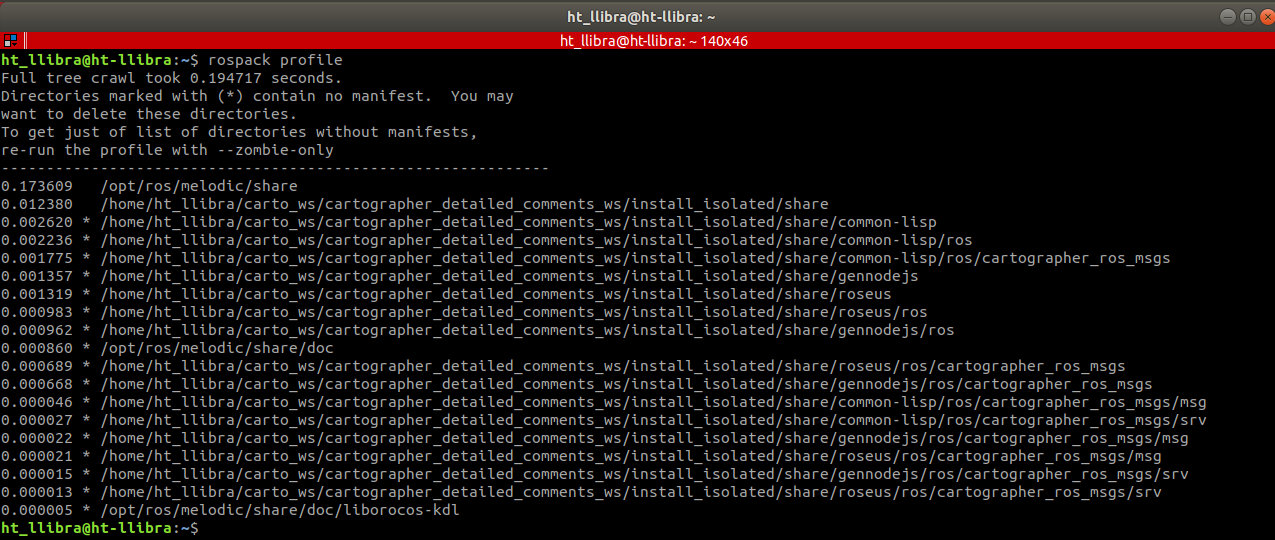 ht_llibra@ht-llibra: ~
ht_llibra@ht-llibra: ~ 140x46
ht_llibra@ht-llibra:~$ rospack profile
Full tree crawl took 0.194717 seconds.
Directories marked with (*) contain no manifest.  You may
want to delete these directories.
To get just of list of directories without manifests,
re-run the profile with --zombie-only
-------------------------------------------------------------
0.173609   /opt/ros/melodic/share
0.012380   /home/ht_llibra/carto_ws/cartographer_detailed_comments_ws/install_isolated/share
0.002620 * /home/ht_llibra/carto_ws/cartographer_detailed_comments_ws/install_isolated/share/common-lisp
0.002236 * /home/ht_llibra/carto_ws/cartographer_detailed_comments_ws/install_isolated/share/common-lisp/ros
0.001775 * /home/ht_llibra/carto_ws/cartographer_detailed_comments_ws/install_isolated/share/common-lisp/ros/cartographer_ros_msgs
0.001357 * /home/ht_llibra/carto_ws/cartographer_detailed_comments_ws/install_isolated/share/gennodejs
0.001319 * /home/ht_llibra/carto_ws/cartographer_detailed_comments_ws/install_isolated/share/roseus
0.000983 * /home/ht_llibra/carto_ws/cartographer_detailed_comments_ws/install_isolated/share/roseus/ros
0.000962 * /home/ht_llibra/carto_ws/cartographer_detailed_comments_ws/install_isolated/share/gennodejs/ros
0.000860 * /opt/ros/melodic/share/doc
0.000689 * /home/ht_llibra/carto_ws/cartographer_detailed_comments_ws/install_isolated/share/roseus/ros/cartographer_ros_msgs
0.000668 * /home/ht_llibra/carto_ws/cartographer_detailed_comments_ws/install_isolated/share/gennodejs/ros/cartographer_ros_msgs
0.000046 * /home/ht_llibra/carto_ws/cartographer_detailed_comments_ws/install_isolated/share/common-lisp/ros/cartographer_ros_msgs/msg
0.000027 * /home/ht_llibra/carto_ws/cartographer_detailed_comments_ws/install_isolated/share/common-lisp/ros/cartographer_ros_msgs/srv
0.000022 * /home/ht_llibra/carto_ws/cartographer_detailed_comments_ws/install_isolated/share/gennodejs/ros/cartographer_ros_msgs/msg
0.000021 * /home/ht_llibra/carto_ws/cartographer_detailed_comments_ws/install_isolated/share/roseus/ros/cartographer_ros_msgs/msg
0.000015 * /home/ht_llibra/carto_ws/cartographer_detailed_comments_ws/install_isolated/share/gennodejs/ros/cartographer_ros_msgs/srv
0.000013 * /home/ht_llibra/carto_ws/cartographer_detailed_comments_ws/install_isolated/share/roseus/ros/cartographer_ros_msgs/srv
0.000005 * /opt/ros/melodic/share/doc/liborocos-kdl
ht_llibra@ht-llibra:~$